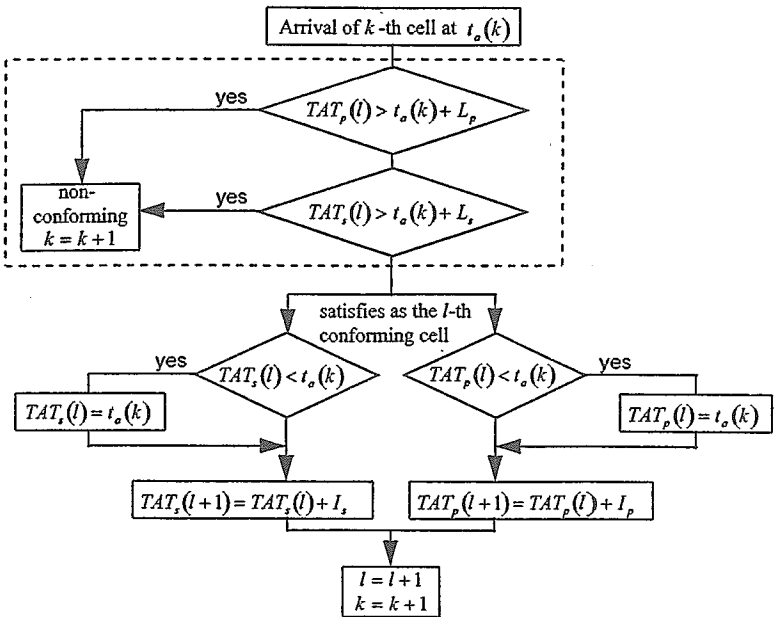 Arrival of k-th cell at t_a(k)
yes
TAT_p(l) > t_a(k) + L_p
non-
conforming
k = k + 1
yes
TAT_s(l) > t_a(k) + L_s
satisfies as the l-th
conforming cell
yes
TAT_s(l) < t_a(k)
TAT_p(l) < t_a(k)
yes
TAT_s(l) = t_a(k)
TAT_p(l) = t_a(k)
TAT_s(l+1) = TAT_s(l) + I_s
TAT_p(l+1) = TAT_p(l) + I_p
l = l + 1
k = k + 1